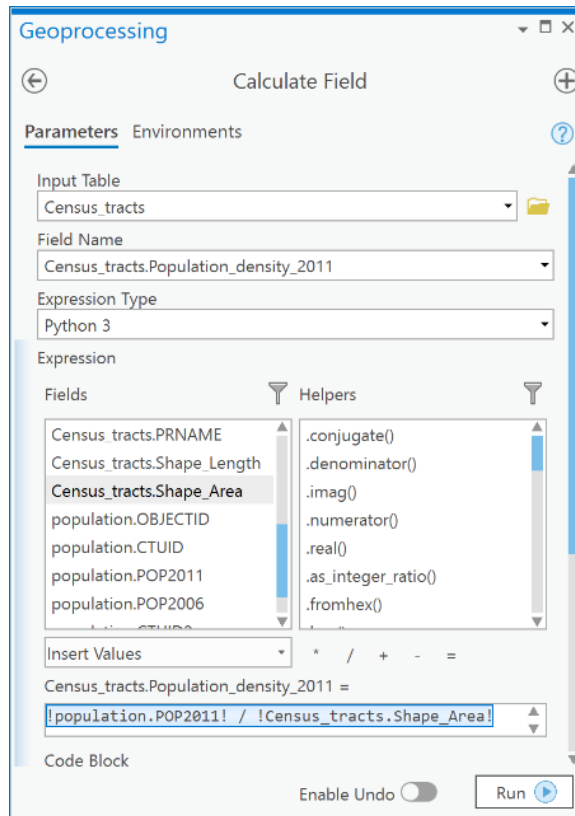 Geoprocessing
Calculate Field
Parameters Environments
Input Table
Census_tracts
Field Name
Census_tracts.Population_density_2011
Expression Type
Python 3
Expression
Fields
Helpers
Census_tracts.PRNAME
Census_tracts.Shape_Length
Census_tracts.Shape_Area
population.OBJECTID
population.CTUID
population.POP2011
population.POP2006
.conjugate()
.denominator()
.imag()
.numerator()
.real()
.as_integer_ratio()
.fromhex()
Insert Values
* / + - =
Census_tracts.Population_density_2011 =
!population.POP2011! / !Census_tracts.Shape_Area!
Code Block
Enable Undo
Run